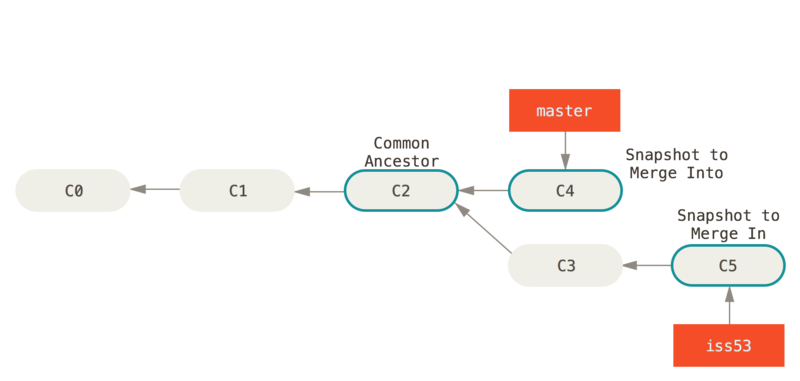 master
Common
Ancestor
Snapshot to
Merge Into
C0
C1
C2
C4
Snapshot to
Merge In
C3
C5
iss53